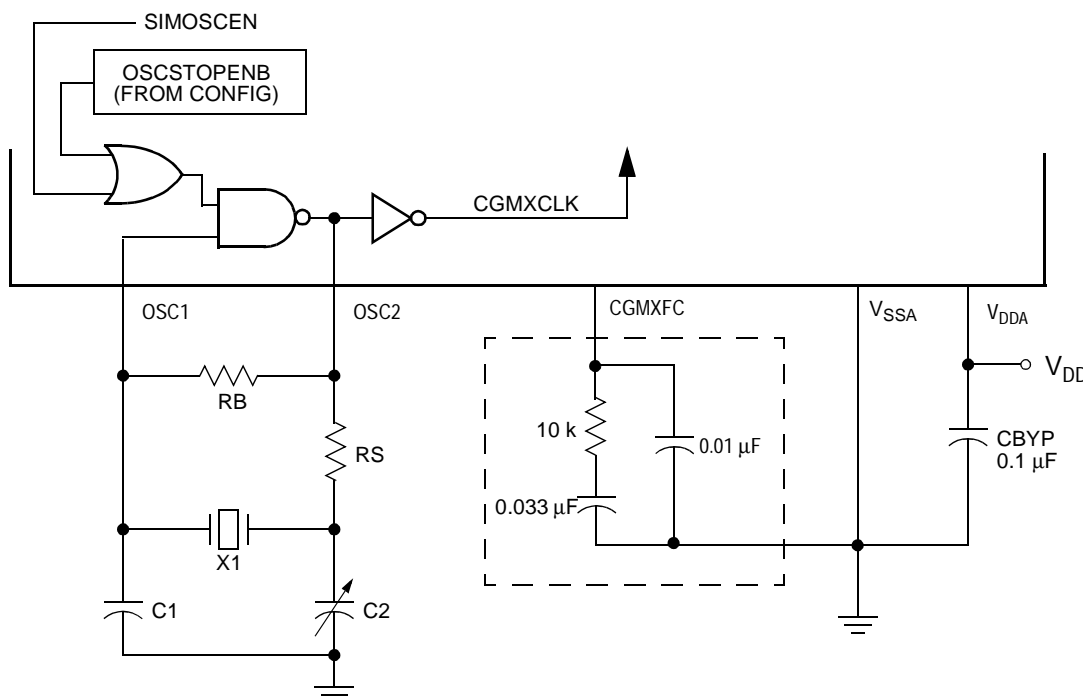 SIMOSCEN
OSCSTOPENB
(FROM CONFIG)
CGMXCLK
OSC1
OSC2
CGMXFC
VSSA
VDDA
VDD
RB
RS
10 k
0.01 µF
0.033 µF
CBYP
0.1 µF
X1
C1
C2